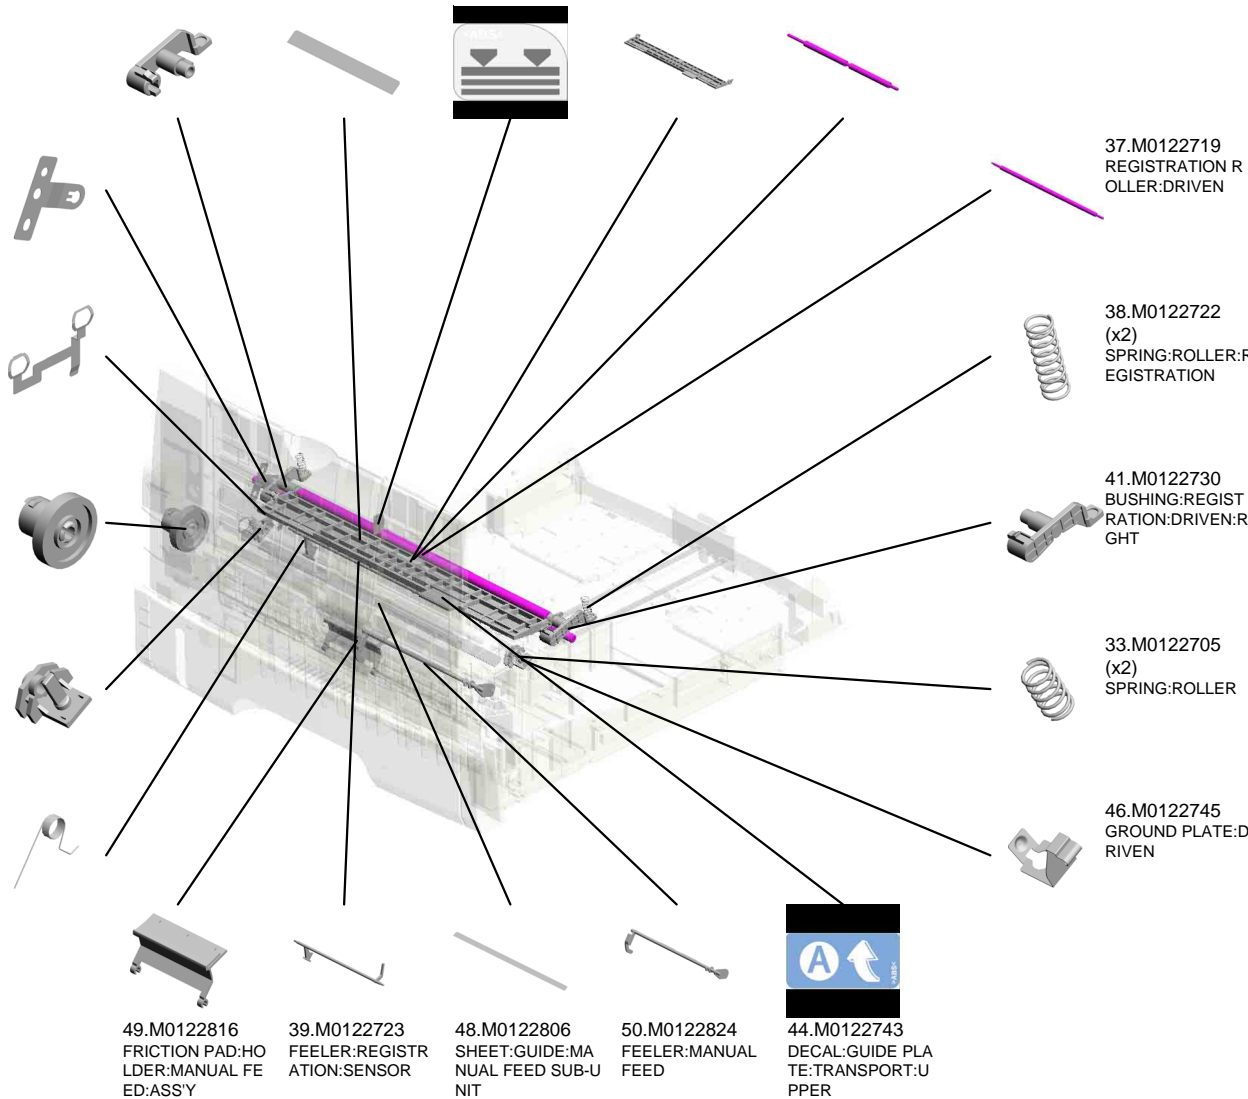 >ABS<
37.M0122719
REGISTRATION R
OLLER:DRIVEN
38.M0122722
(x2)
SPRING:ROLLER:R
EGISTRATION
41.M0122730
BUSHING:REGIST
RATION:DRIVEN:R
GHT
33.M0122705
(x2)
SPRING:ROLLER
46.M0122745
GROUND PLATE:D
RIVEN
A
>ABS<
49.M0122816
FRICTION PAD:HO
LDER:MANUAL FE
ED:ASS'Y
39.M0122723
FEELER:REGISTR
ATION:SENSOR
48.M0122806
SHEET:GUIDE:MA
NUAL FEED SUB-U
NIT
50.M0122824
FEELER:MANUAL
FEED
44.M0122743
DECAL:GUIDE PLA
TE:TRANSPORT:U
PPER